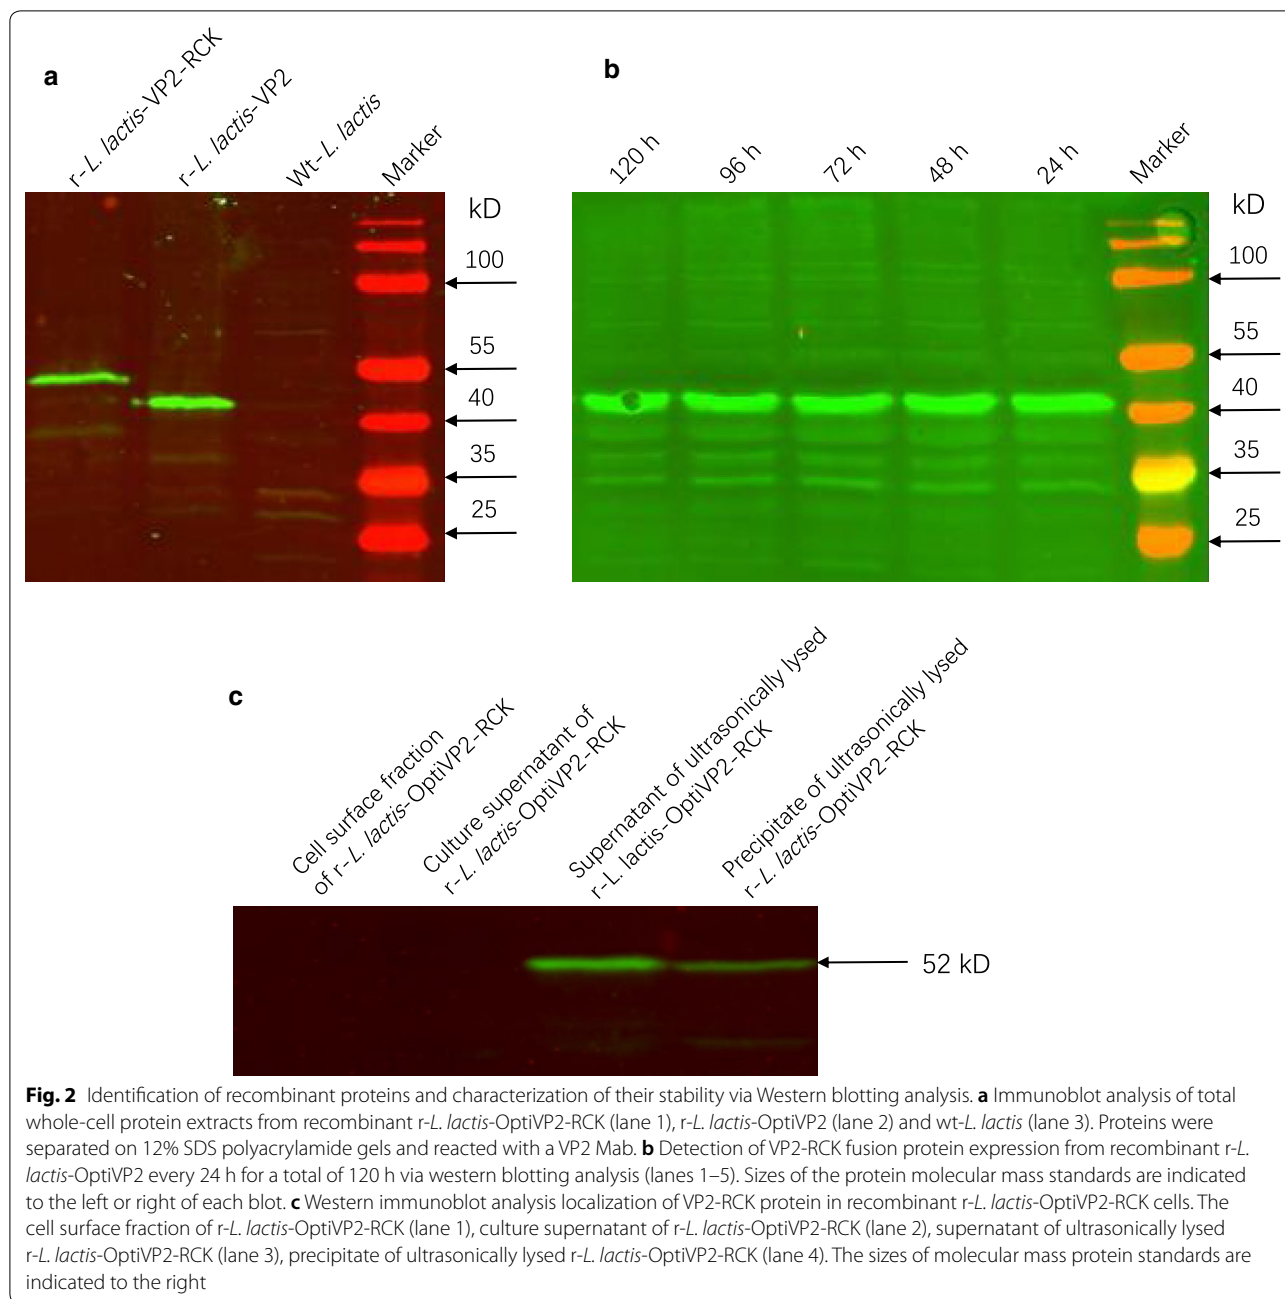 a
r-L. lactis-VP2-RCK
r-L. lactis-VP2
Wt-L. lactis
Marker
kD
100
55
40
35
25
b
120 h
96 h
72 h
48 h
24 h
Marker
kD
100
55
40
35
25
c
Cell surface fraction
of r-L. lactis-OptiVP2-RCK
Culture supernatant of
r-L. lactis-OptiVP2-RCK
Supernatant of ultrasonically lysed
r-L. lactis-OptiVP2-RCK
Precipitate of ultrasonically lysed
r-L. lactis-OptiVP2-RCK
52 kD
Fig. 2 Identification of recombinant proteins and characterization of their stability via Western blotting analysis. a Immunoblot analysis of total
whole-cell protein extracts from recombinant r-L. lactis-OptiVP2-RCK (lane 1), r-L. lactis-OptiVP2 (lane 2) and wt-L. lactis (lane 3). Proteins were
separated on 12% SDS polyacrylamide gels and reacted with a VP2 Mab. b Detection of VP2-RCK fusion protein expression from recombinant r-L.
lactis-OptiVP2 every 24 h for a total of 120 h via western blotting analysis (lanes 1–5). Sizes of the protein molecular mass standards are indicated
to the left or right of each blot. c Western immunoblot analysis localization of VP2-RCK protein in recombinant r-L. lactis-OptiVP2-RCK cells. The
cell surface fraction of r-L. lactis-OptiVP2-RCK (lane 1), culture supernatant of r-L. lactis-OptiVP2-RCK (lane 2), supernatant of ultrasonically lysed
r-L. lactis-OptiVP2-RCK (lane 3), precipitate of ultrasonically lysed r-L. lactis-OptiVP2-RCK (lane 4). The sizes of molecular mass protein standards are
indicated to the right